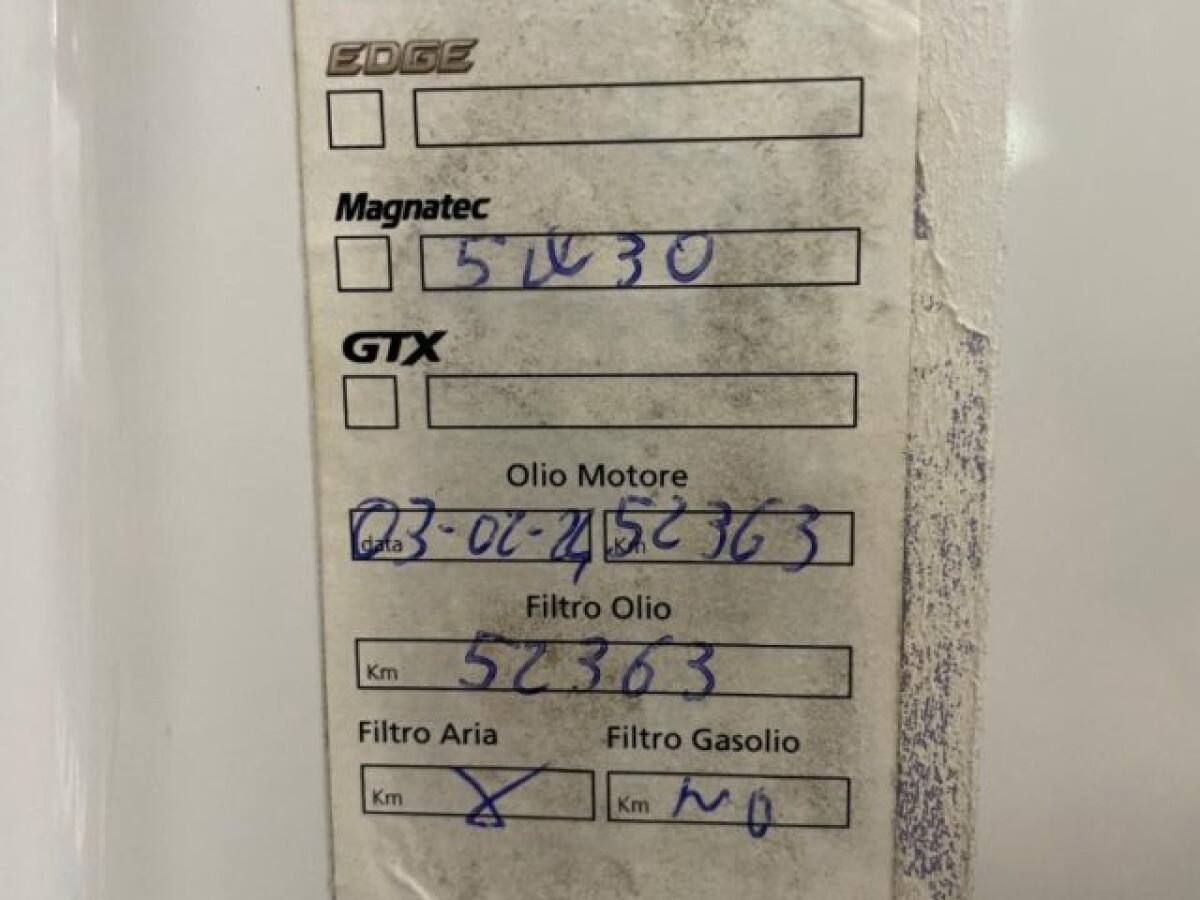 EDGE
Magnatec
5W30
GTX
Olio Motore
data 03-02-24 Km 52363
Filtro Olio
Km 52363
Filtro Aria Filtro Gasolio
Km X Km NO